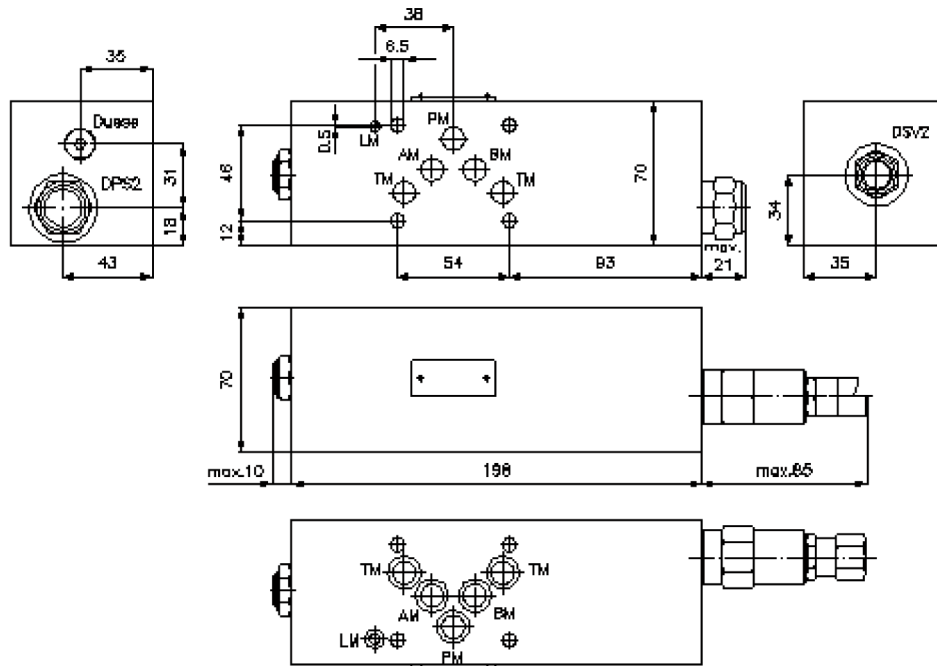 38
35
6.5
Duese
PM
DSV2
0.5
LM
46
AM
BM
70
31
DPS2
TM
TM
34
18
12
43
54
93
max.
21
35
70
max.10
198
max.85
TM
TM
AM
BM
LM
PM